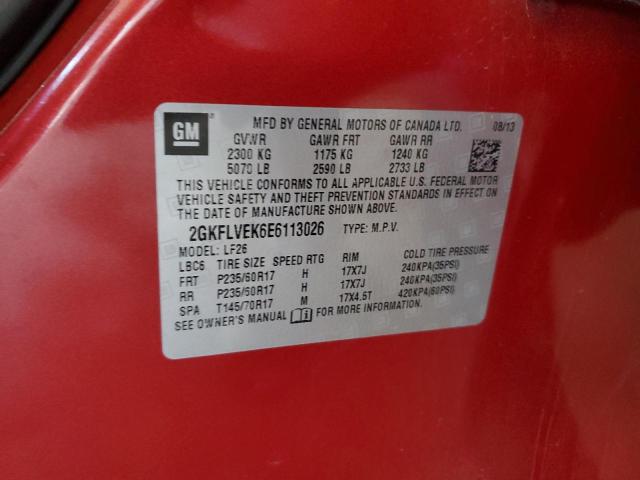 GM
MFD BY GENERAL MOTORS OF CANADA LTD. 08/13
GVWR GAWR FRT GAWR RR
2300 KG 1175 KG 1240 KG
5070 LB 2590 LB 2733 LB
THIS VEHICLE CONFORMS TO ALL APPLICABLE U.S. FEDERAL MOTOR
VEHICLE SAFETY AND THEFT PREVENTION STANDARDS IN EFFECT ON
THE DATE OF MANUFACTURE SHOWN ABOVE.
2GKFLVEK6E6113026 TYPE: M.P.V.
MODEL: LF26
LBC6 TIRE SIZE SPEED RTG RIM COLD TIRE PRESSURE
FRT P235/60R17 H 17X7J 240KPA(35PSI)
RR P235/60R17 H 17X7J 240KPA(35PSI)
SPA T145/70R17 M 17X4.5T 420KPA(60PSI)
SEE OWNER'S MANUAL FOR MORE INFORMATION.